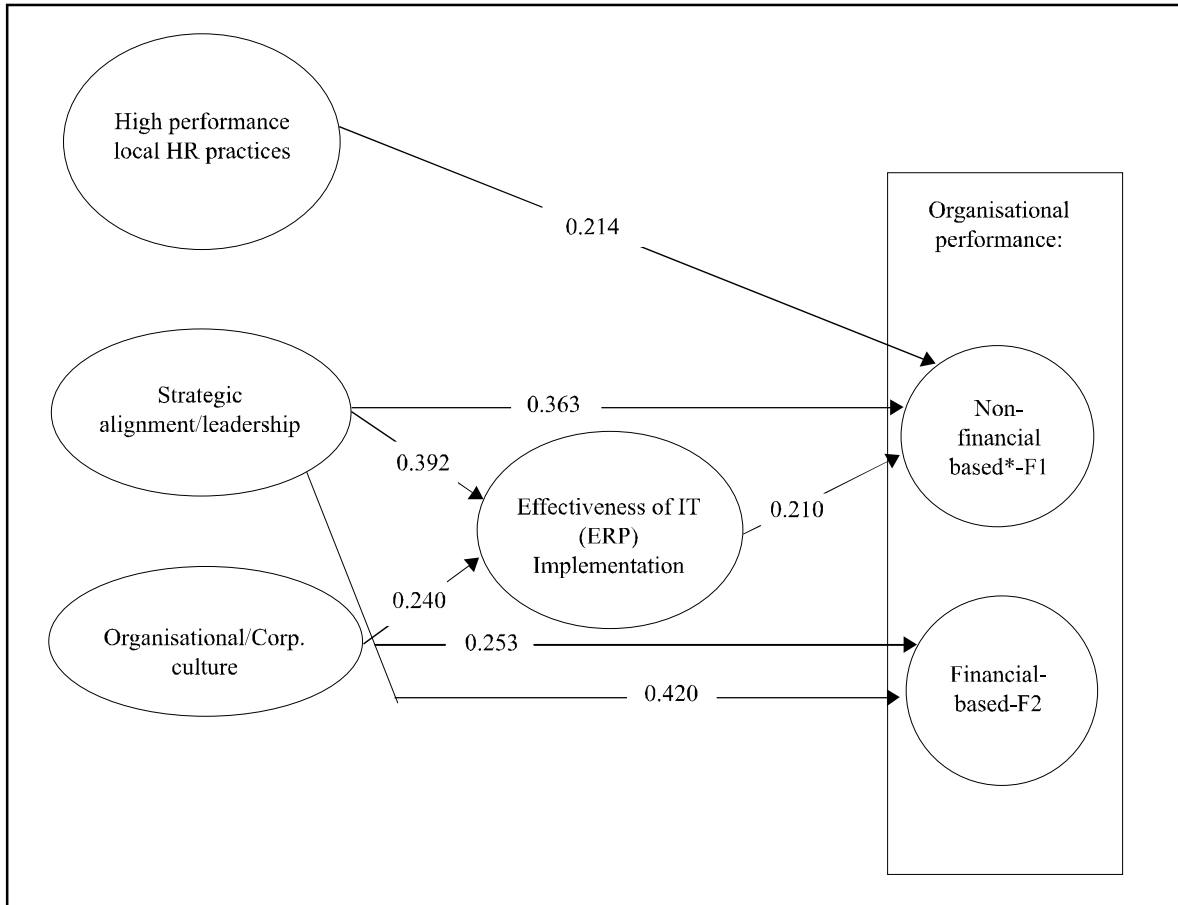 High performance
local HR practices
0.214
Organisational
performance:
Strategic
alignment/leadership
0.363
0.392
Non-
financial
based*-F1
Effectiveness of IT
(ERP)
Implementation
0.210
0.240
Organisational/Corp.
culture
0.253
0.420
Financial-
based-F2